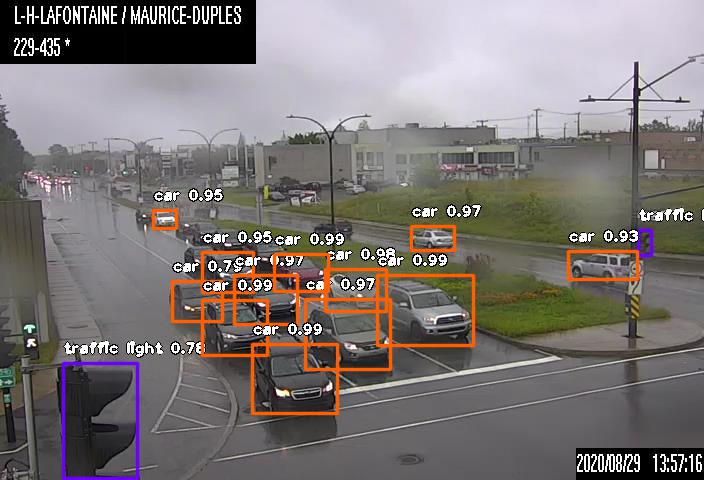 L-H-LAFONTAINE / MAURICE-DUPLES
229-435 *
car 0.95
car 0.97
traffic l
car 0.93
car 0.95
car 0.99
car 0.98
car 0.97
car 0.99
car 0.79
car 0.99
car 0.97
car 0.99
traffic light 0.78
2020/08/29 13:57:16